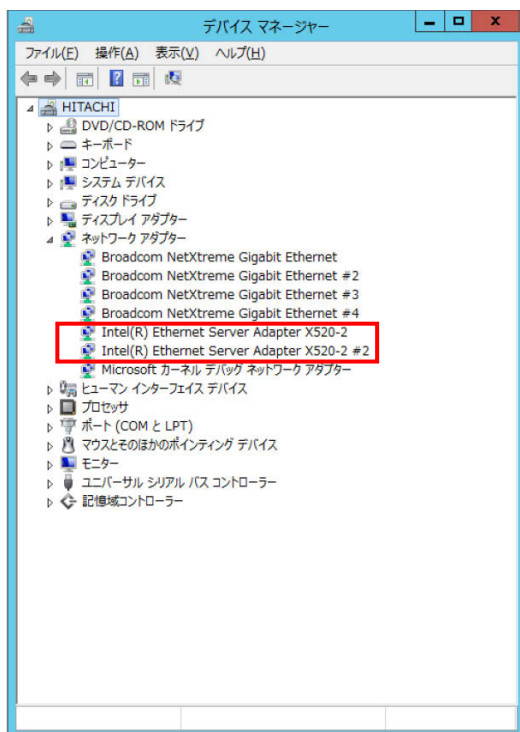 デバイス マネージャー
ファイル(F) 操作(A) 表示(V) ヘルプ(H)
HITACHI
DVD/CD-ROM ドライブ
キーボード
コンピューター
システム デバイス
ディスク ドライブ
ディスプレイ アダプター
ネットワーク アダプター
Broadcom NetXtreme Gigabit Ethernet
Broadcom NetXtreme Gigabit Ethernet #2
Broadcom NetXtreme Gigabit Ethernet #3
Broadcom NetXtreme Gigabit Ethernet #4
Intel(R) Ethernet Server Adapter X520-2
Intel(R) Ethernet Server Adapter X520-2 #2
Microsoft カーネル デバッグ ネットワーク アダプター
ヒューマン インターフェイス デバイス
プロセッサ
ポート (COM と LPT)
マウスとそのほかのポインティング デバイス
モニター
ユニバーサル シリアル バス コントローラー
記憶域コントローラー